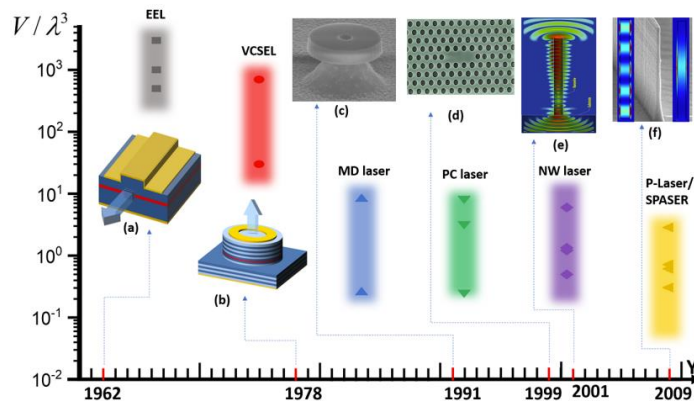 V / λ³
EEL
VCSEL
(c)
(d)
(e)
(f)
MD laser
PC laser
NW laser
P-Laser/
SPASER
(a)
(b)
10⁴
10³
10²
10¹
10⁰
10⁻¹
10⁻²
1962
1978
1991
1999
2001
2009
Y